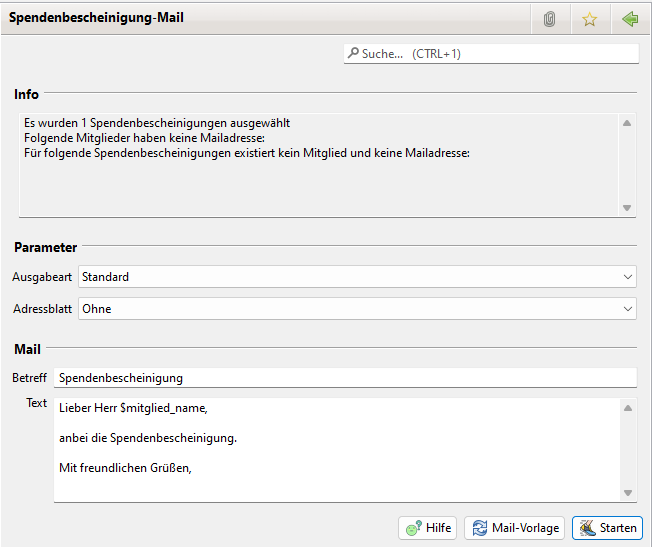 Spendenbescheinigung-Mail
Suche... (CTRL+1)
Info
Es wurden 1 Spendenbescheinigungen ausgewählt
Folgende Mitglieder haben keine Mailadresse:
Für folgende Spendenbescheinigungen existiert kein Mitglied und keine Mailadresse:
Parameter
Ausgabeart Standard
Adressblatt Ohne
Mail
Betreff Spendenbescheinigung
Text Lieber Herr $mitglied_name,
anbei die Spendenbescheinigung.
Mit freundlichen Grüßen,
Hilfe Mail-Vorlage Starten